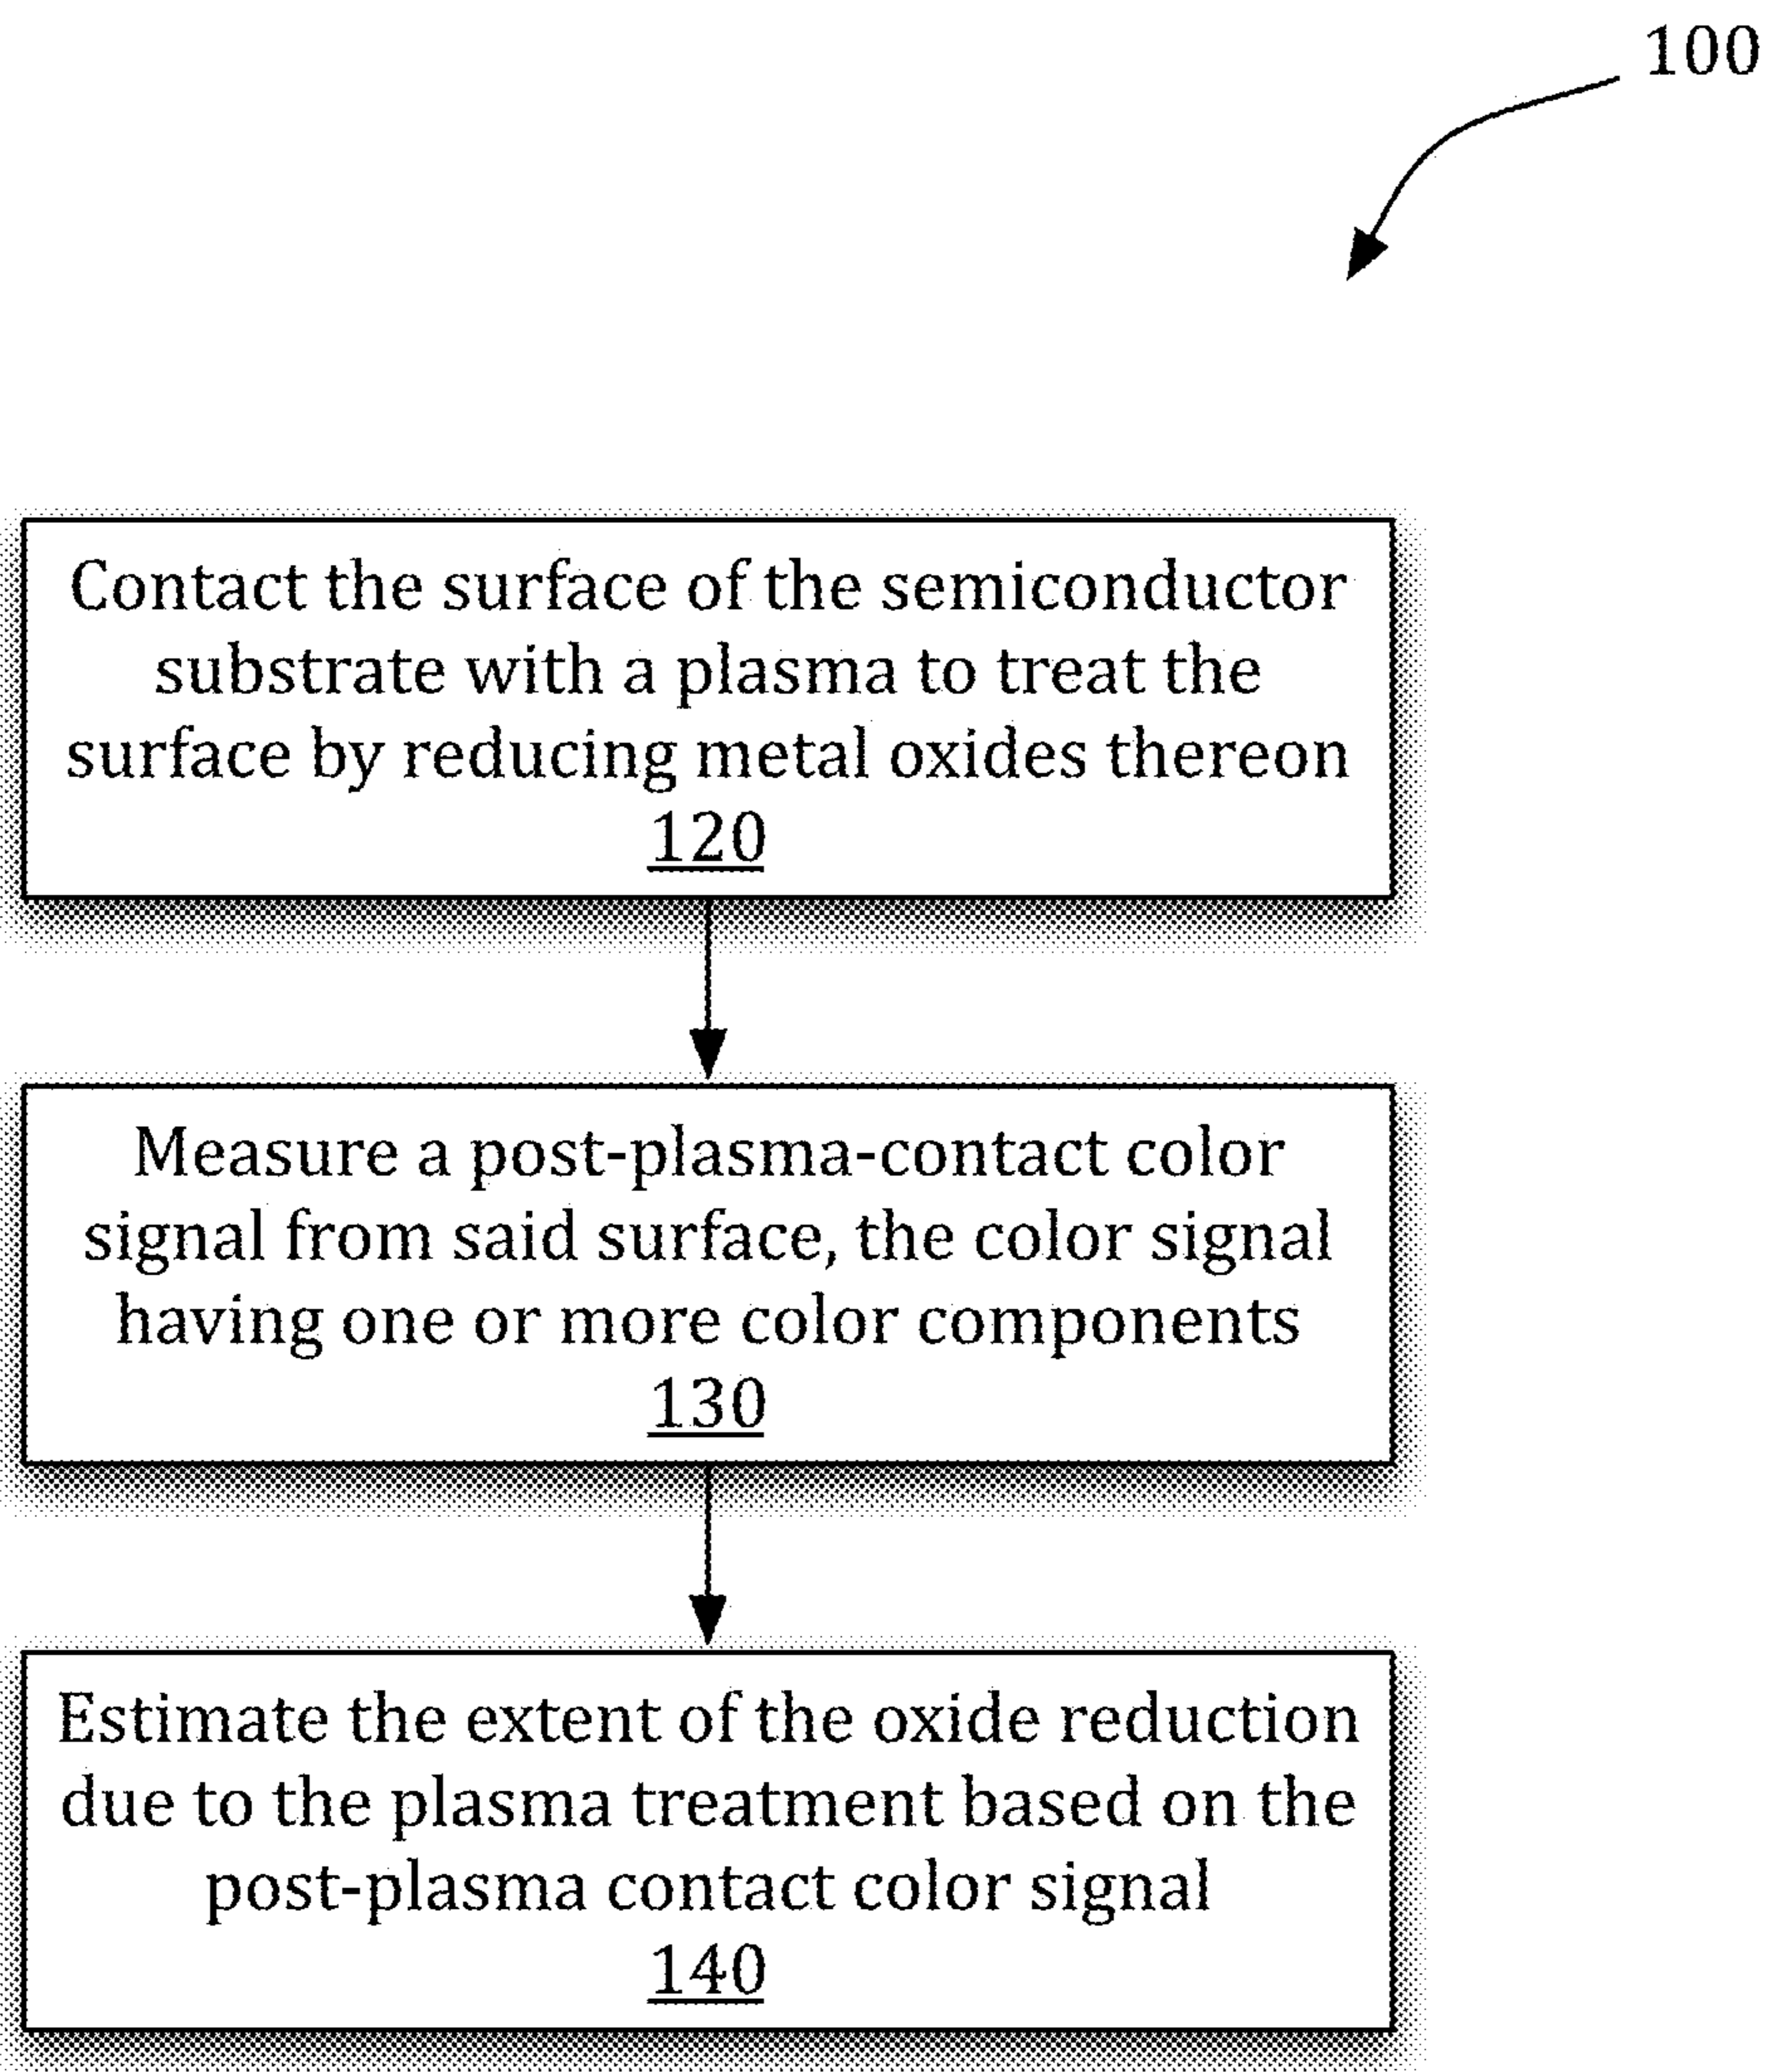 100
Contact the surface of the semiconductor
substrate with a plasma to treat the
surface by reducing metal oxides thereon
120
Measure a post-plasma-contact color
signal from said surface, the color signal
having one or more color components
130
Estimate the extent of the oxide reduction
due to the plasma treatment based on the
post-plasma contact color signal
140